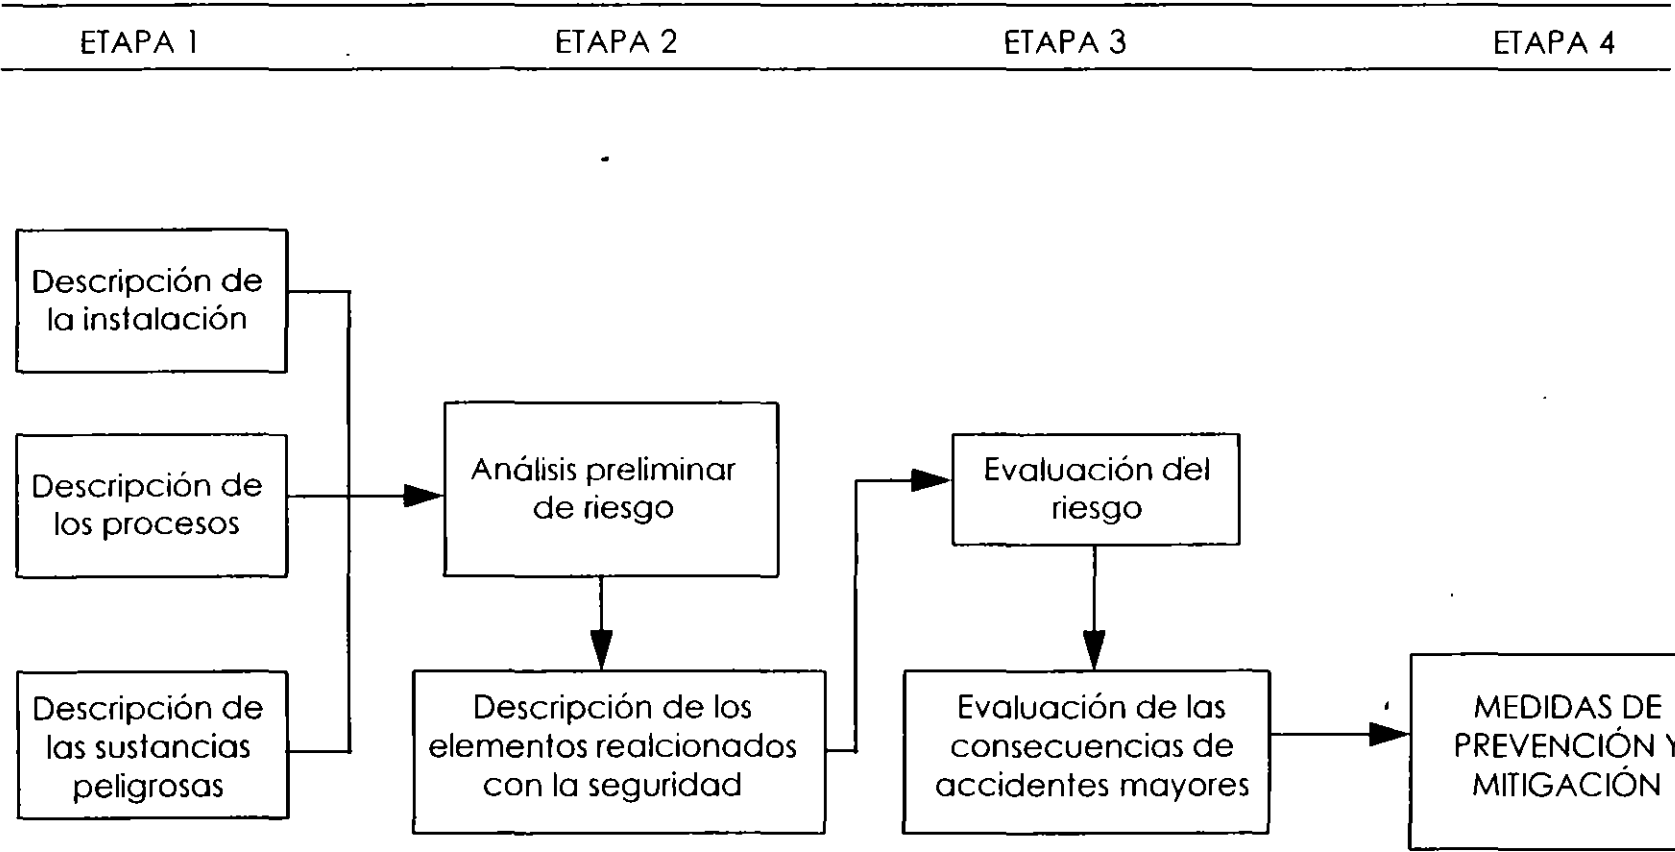 ETAPA 1
ETAPA 2
ETAPA 3
ETAPA 4
Descripción de
la instalación
Descripción de
los procesos
Descripción de
las sustancias
peligrosas
Análisis preliminar
de riesgo
Descripción de los
elementos realcionados
con la seguridad
Evaluación del
riesgo
Evaluación de las
consecuencias de
accidentes mayores
MEDIDAS DE
PREVENCIÓN Y
MITIGACIÓN